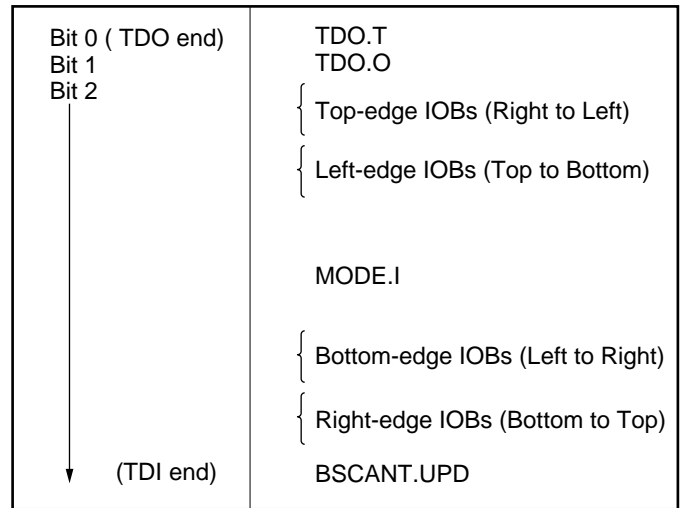 Bit 0 ( TDO end) TDO.T
Bit 1 TDO.O
Bit 2
Top-edge IOBs (Right to Left)
Left-edge IOBs (Top to Bottom)
MODE.I
Bottom-edge IOBs (Left to Right)
Right-edge IOBs (Bottom to Top)
(TDI end) BSCANT.UPD